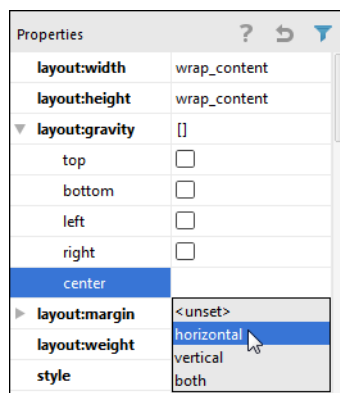 Properties ?
layout:width wrap_content
layout:height wrap_content
layout:gravity []
top
bottom
left
right
center
layout:margin <unset>
horizontal
layout:weight vertical
style both